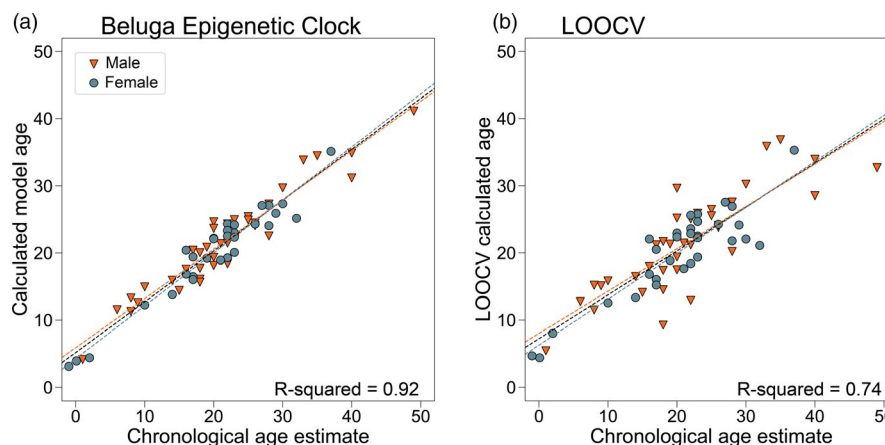 (a) Beluga Epigenetic Clock
Calculated model age
50
40
30
20
10
0
Male
Female
R-squared = 0.92
0 10 20 30 40 50
Chronological age estimate
(b) LOOCV
LOOCV calculated age
50
40
30
20
10
0
R-squared = 0.74
0 10 20 30 40 50
Chronological age estimate